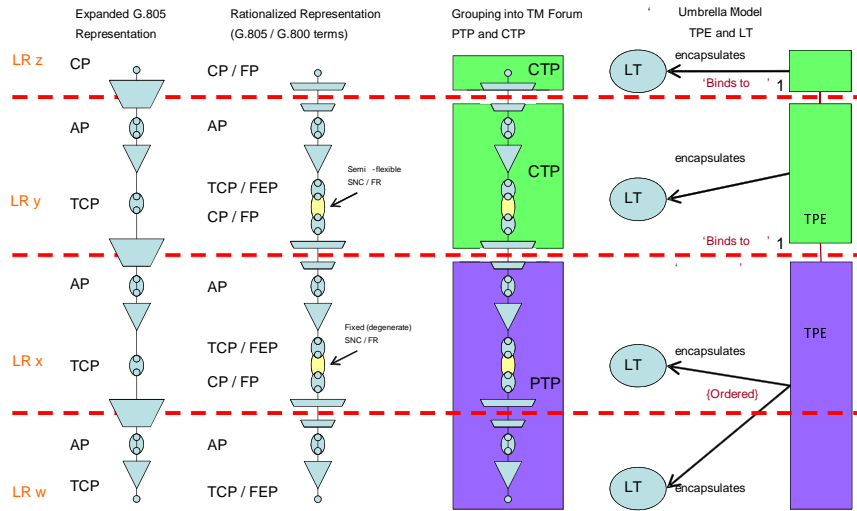 Expanded G.805
Representation
Rationalized Representation
(G.805 / G.800 terms)
Grouping into TM Forum
PTP and CTP
‘ Umbrella Model
TPE and LT
LR z
CP
CP / FP
CTP
LT
encapsulates
‘Binds to ’ 1
AP
AP
CTP
encapsulates
LR y
TCP
TCP / FEP
CP / FP
Semi -flexible
SNC / FR
LT
TPE
‘Binds to ’ 1
‘ ’
AP
AP
Fixed (degenerate)
SNC / FR
TPE
LR x
TCP
TCP / FEP
CP / FP
PTP
LT
encapsulates
{Ordered}
AP
AP
LR w
TCP
TCP / FEP
LT
encapsulates